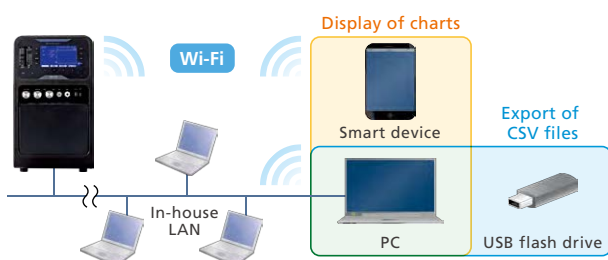 Display of charts
Wi-Fi
Smart device
Export of
CSV files
In-house
LAN
PC
USB flash drive